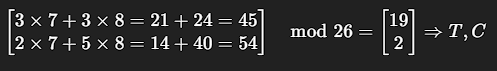 [3 × 7 + 3 × 8 = 21 + 24 = 45] mod 26 = [19] ⇒ T, C
[2 × 7 + 5 × 8 = 14 + 40 = 54] [2]